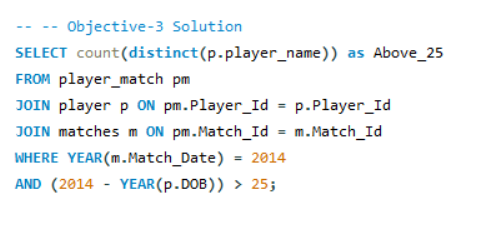 -- -- Objective-3 Solution
SELECT count(distinct(p.player_name)) as Above_25
FROM player_match pm
JOIN player p ON pm.Player_Id = p.Player_Id
JOIN matches m ON pm.Match_Id = m.Match_Id
WHERE YEAR(m.Match_Date) = 2014
AND (2014 - YEAR(p.DOB)) > 25;